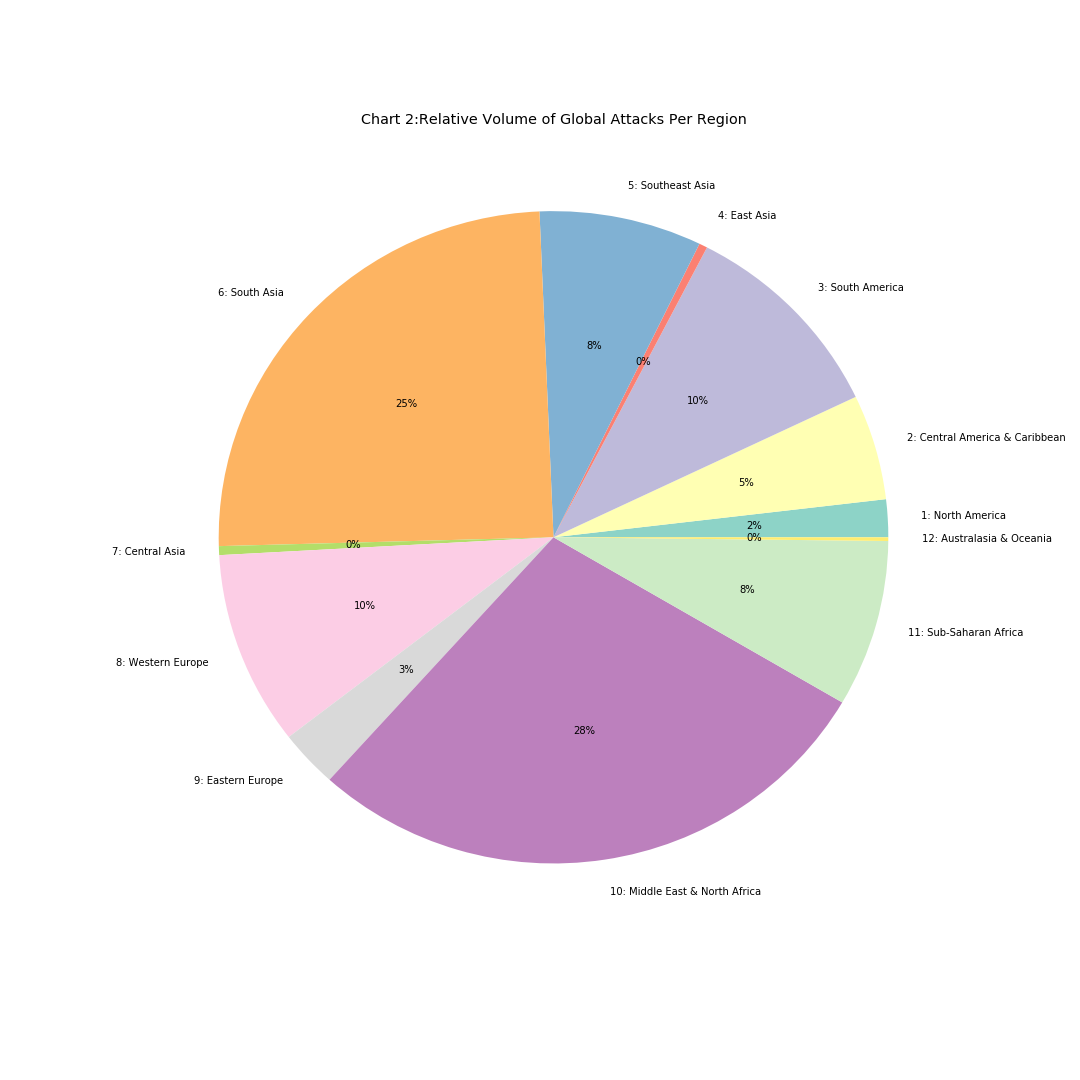 Chart 2:Relative Volume of Global Attacks Per Region
5: Southeast Asia
4: East Asia
3: South America
6: South Asia
8%
0%
10%
25%
2: Central America & Caribbean
5%
1: North America
2%
0%
12: Australasia & Oceania
7: Central Asia
0%
8%
10%
11: Sub-Saharan Africa
8: Western Europe
3%
28%
9: Eastern Europe
10: Middle East & North Africa